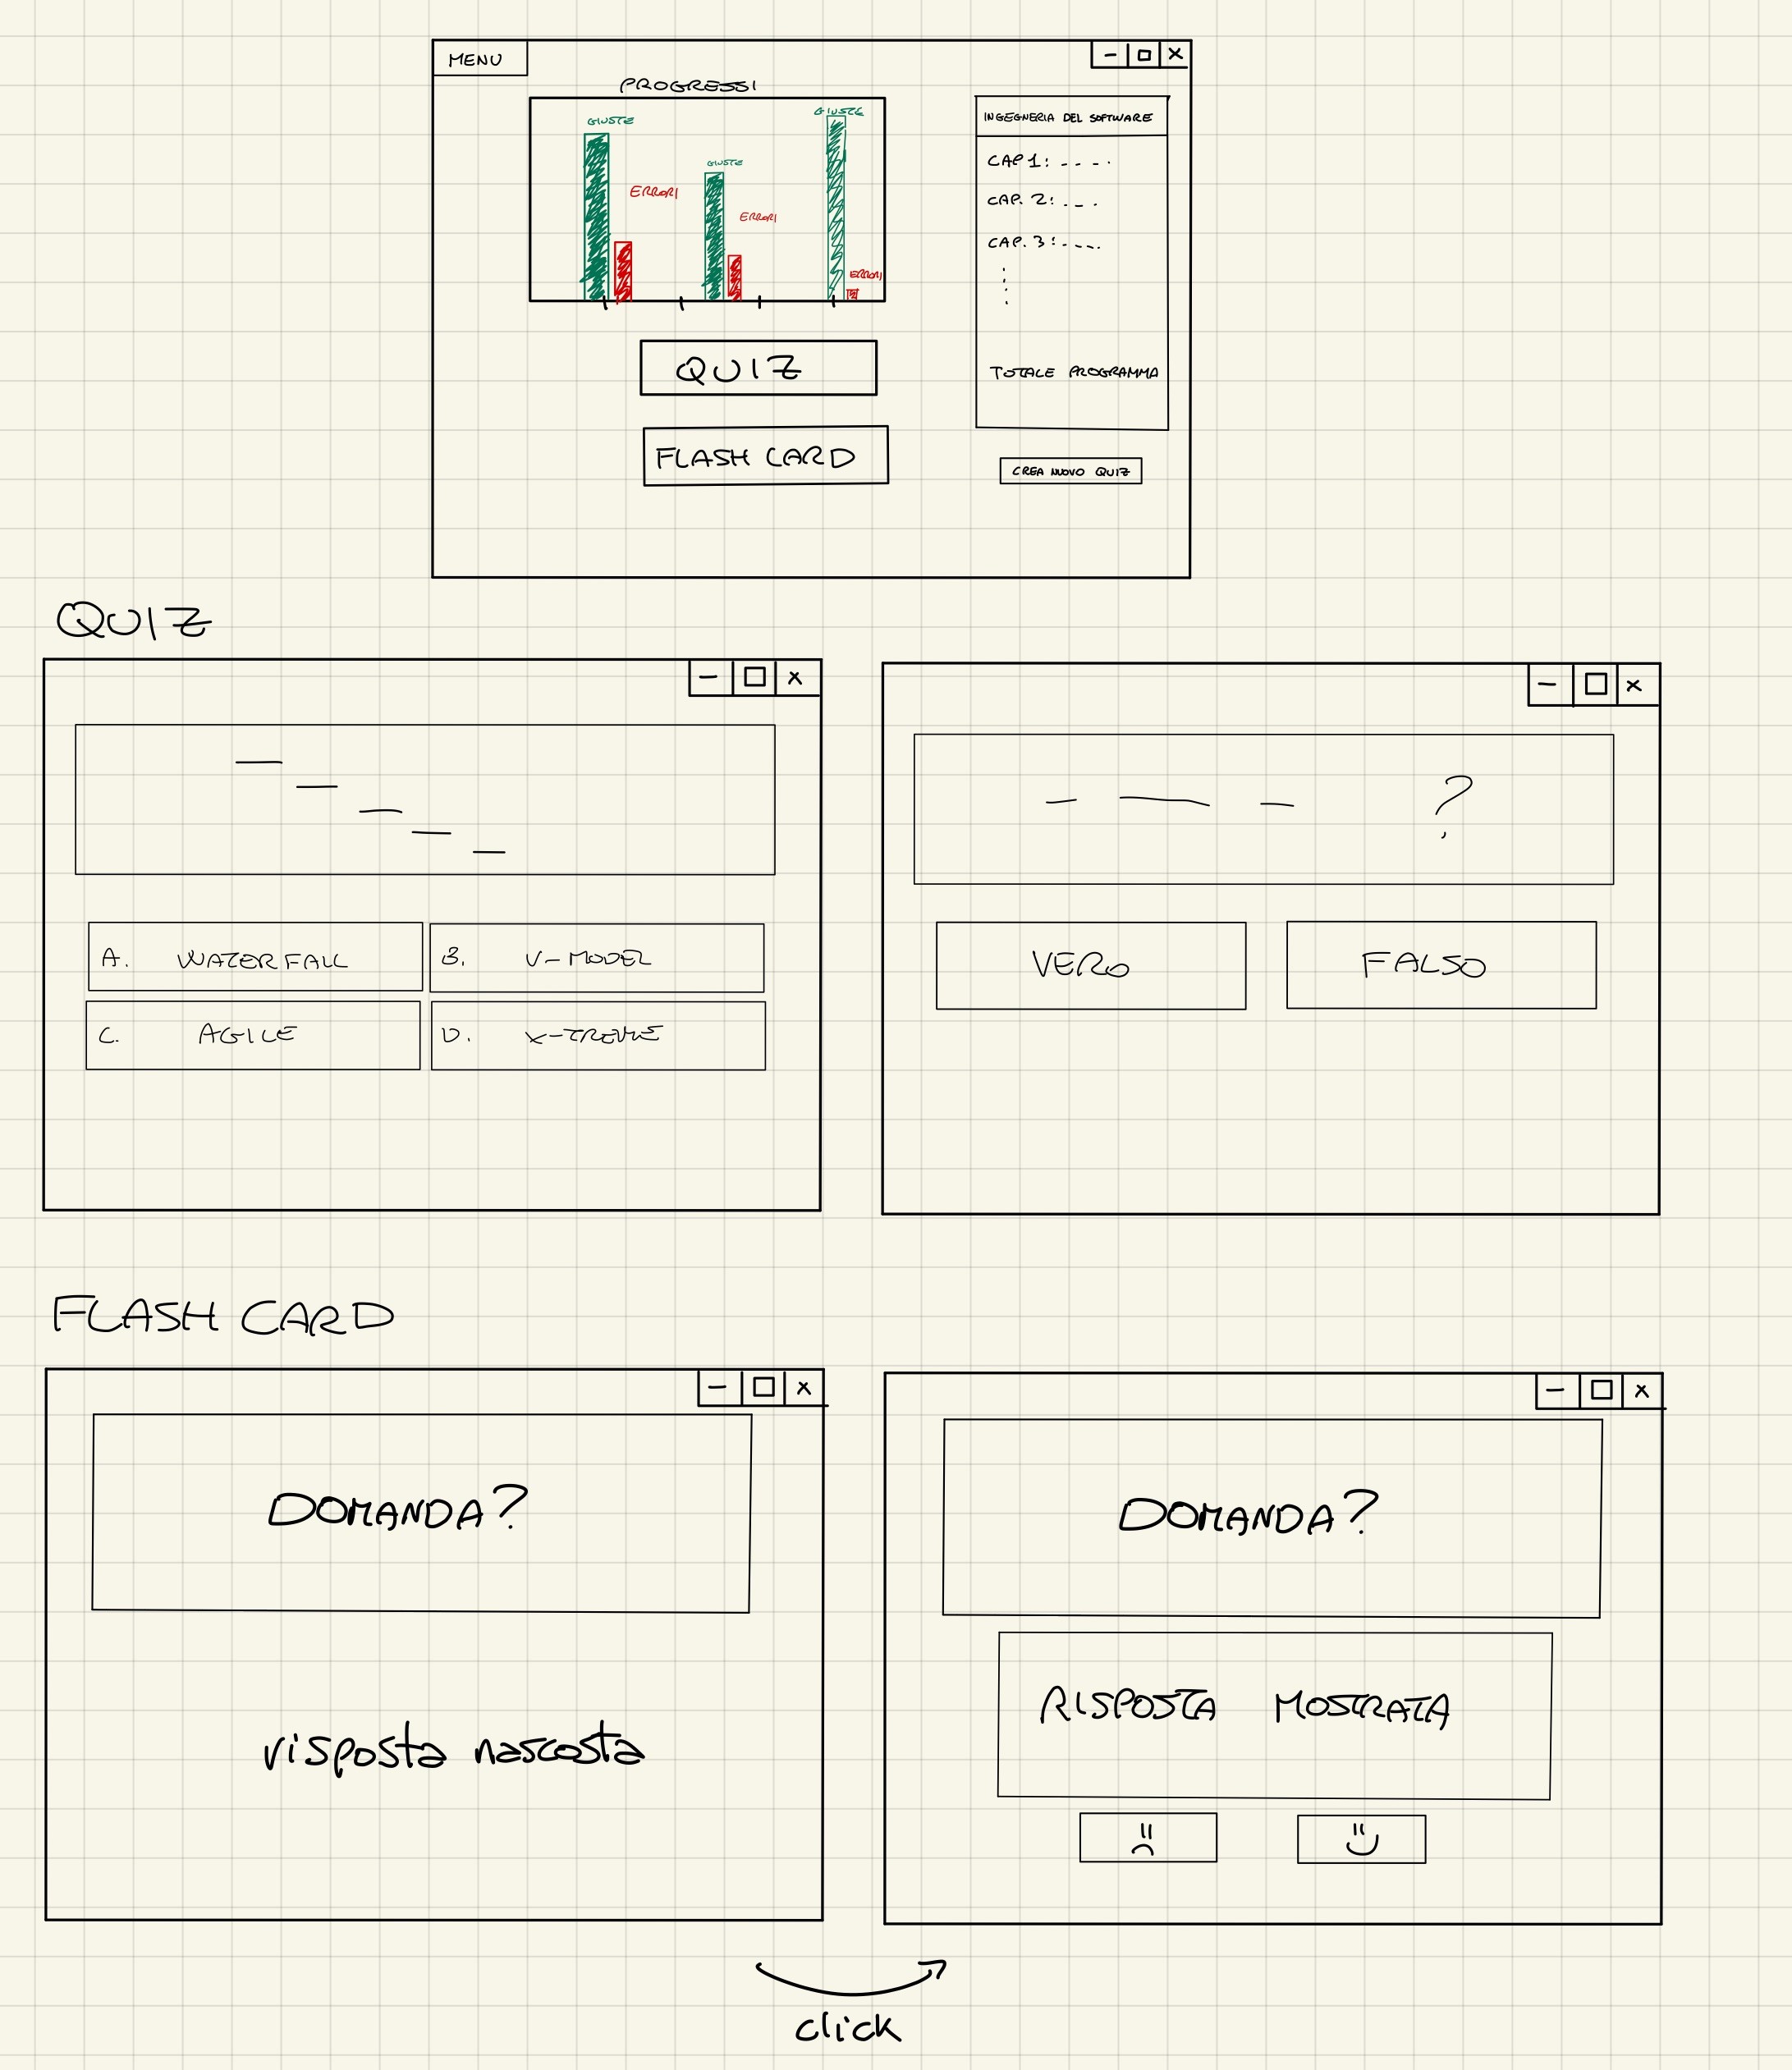 MENU
PROGRESSI
GIUSTE
ERRORI
GIUSTE
ERRORI
GIUSTE
ERRORI
INGEGNERIA DEL SOFTWARE
CAP 1: - - - -
CAP. 2: - - -
CAP. 3: - - - -
TOTALE PROGRAMMA
QUIZ
FLASH CARD
CREA NUOVO QUIZ
QUIZ
A. WATERFALL
B. V-MODEL
C. AGILE
D. X-TREME
?
VERO
FALSO
FLASH CARD
DOMANDA?
risposta nascosta
DOMANDA?
RISPOSTA MOSTRATA
click